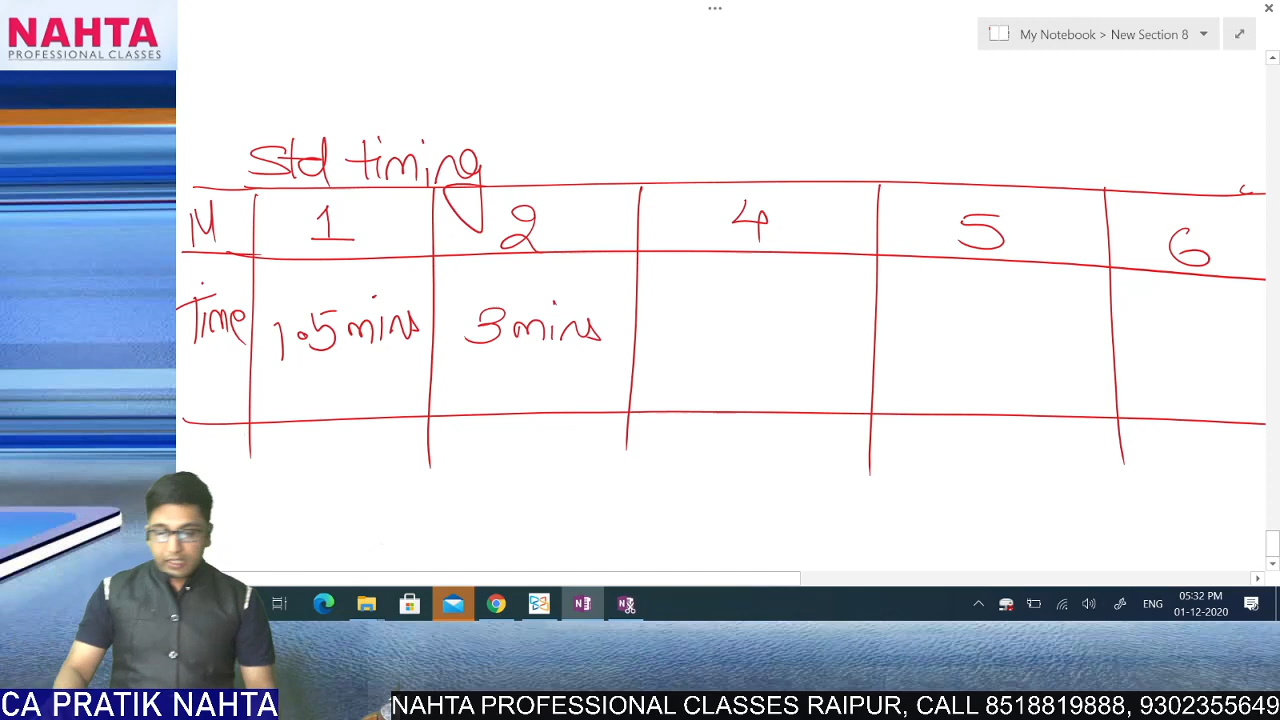 NAHTA
PROFESSIONAL CLASSES
My Notebook > New Section 8
Std timing
M 1 2 4 5 6
Time 1.5 mins 3 mins
ENG
05:32 PM
01-12-2020
CA PRATIK NAHTA
NAHTA PROFESSIONAL CLASSES RAIPUR, CALL 8518819888, 9302355649